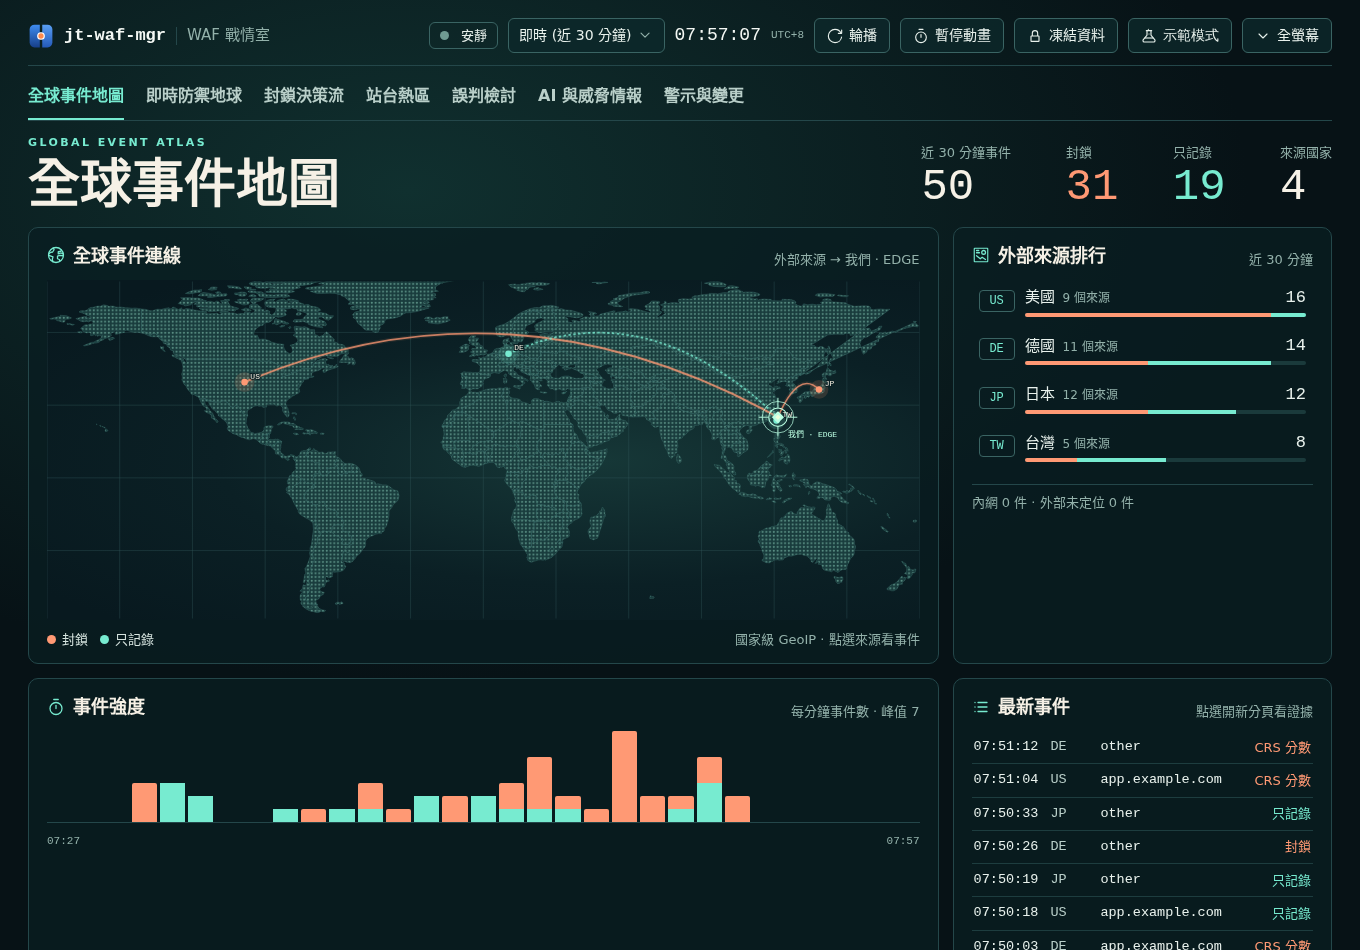 jt-waf-mgr WAF 戰情室 安靜 即時 (近 30 分鐘) 07:57:07 UTC+8 輪播 暫停動畫 凍結資料 示範模式 全螢幕
全球事件地圖 即時防禦地球 封鎖決策流 站台熱區 誤判檢討 AI 與威脅情報 警示與變更
GLOBAL EVENT ATLAS
全球事件地圖
近 30 分鐘事件 封鎖 只記錄 來源國家
50 31 19 4
全球事件連線 外部來源 → 我們 · EDGE
US
DE
JP
我們 · EDGE
封鎖 只記錄 國家級 GeoIP · 點選來源看事件
外部來源排行 近 30 分鐘
US 美國 9 個來源 16
DE 德國 11 個來源 14
JP 日本 12 個來源 12
TW 台灣 5 個來源 8
內網 0 件 · 外部未定位 0 件
事件強度 每分鐘事件數 · 峰值 7
07:27 07:57
最新事件 點選開新分頁看證據
07:51:12 DE other CRS 分數
07:51:04 US app.example.com CRS 分數
07:50:33 JP other 只記錄
07:50:26 DE other 封鎖
07:50:19 JP other 只記錄
07:50:18 US app.example.com 只記錄
07:50:03 DE app.example.com CRS 分數